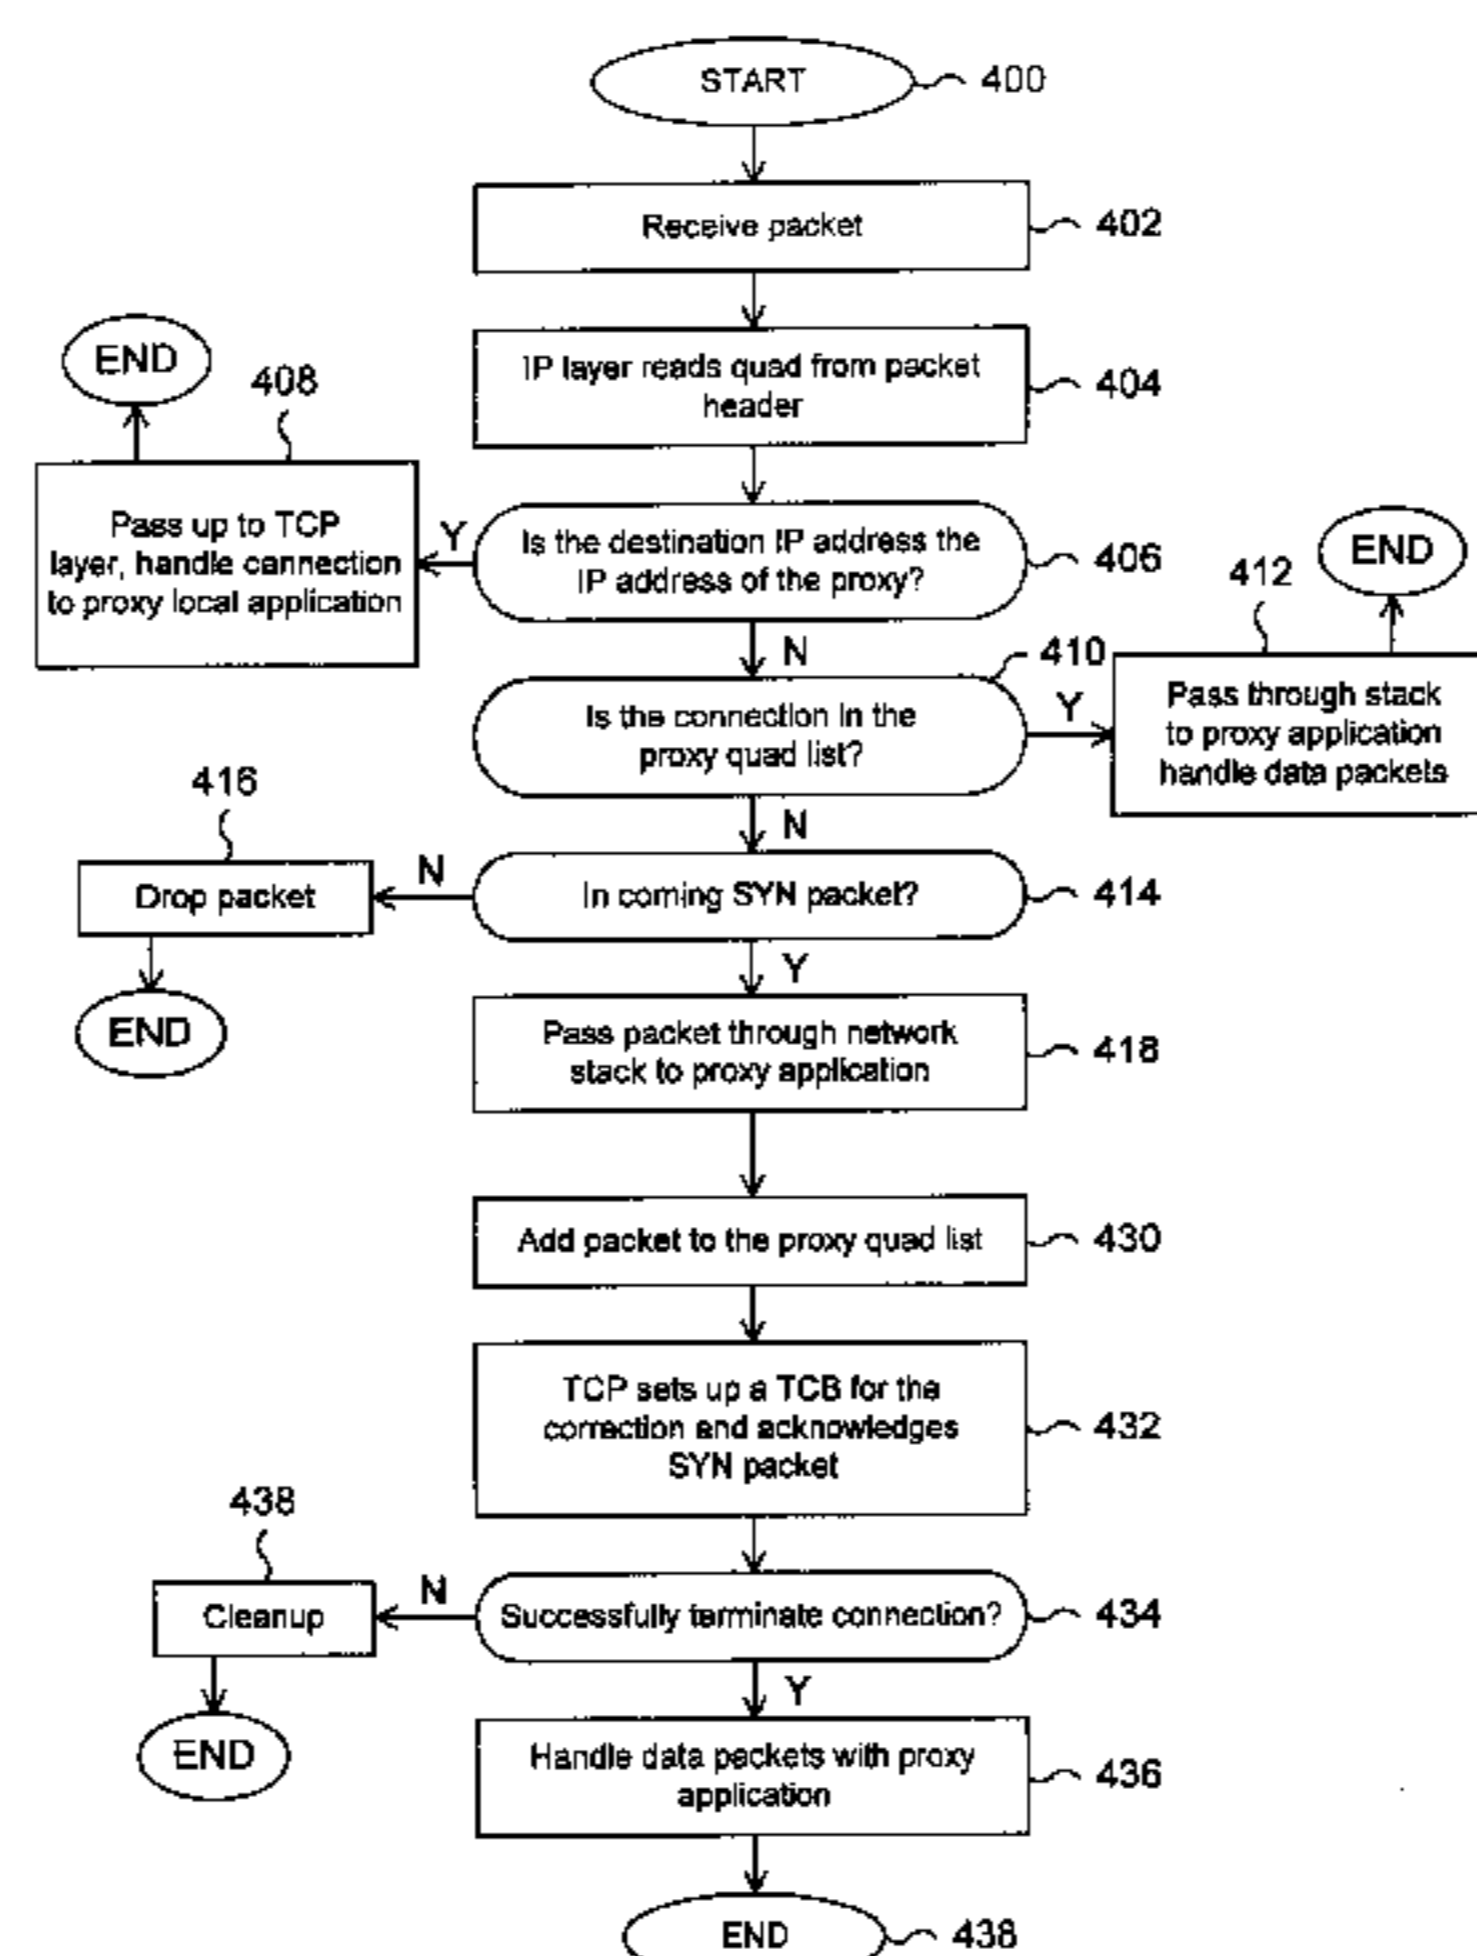 START
400
Receive packet
402
IP layer reads quad from packet
header
404
END
408
Pass up to TCP
layer, handle connection
to proxy local application
Y
Is the destination IP address the
IP address of the proxy?
406
N
412
END
410
Is the connection in the
proxy quad list?
Y
Pass through stack
to proxy application
handle data packets
416
N
Drop packet
N
In coming SYN packet?
414
END
Y
Pass packet through network
stack to proxy application
418
Add packet to the proxy quad list
430
TCP sets up a TCB for the
correction and acknowledges
SYN packet
432
438
Cleanup
N
Successfully terminate connection?
434
END
Y
Handle data packets with proxy
application
436
END
438